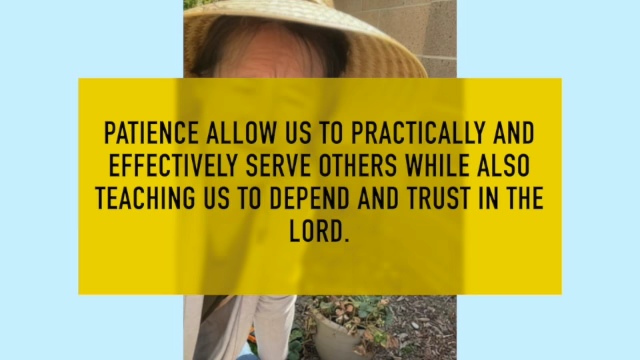 PATIENCE ALLOW US TO PRACTICALLY AND
EFFECTIVELY SERVE OTHERS WHILE ALSO
TEACHING US TO DEPEND AND TRUST IN THE
LORD.